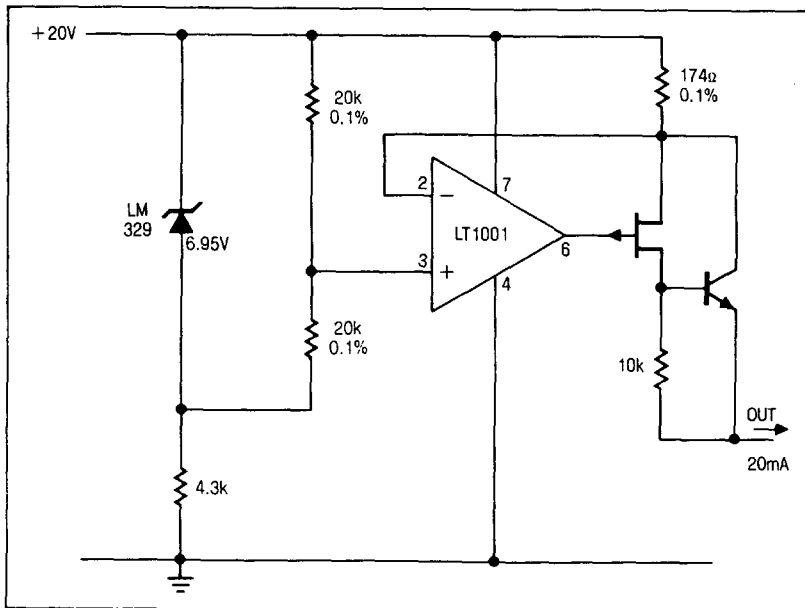 +20V
20k
0.1%
174Ω
0.1%
LM
329
6.95V
2
−
7
LT1001
6
3
+
4
20k
0.1%
10k
OUT
20mA
4.3k